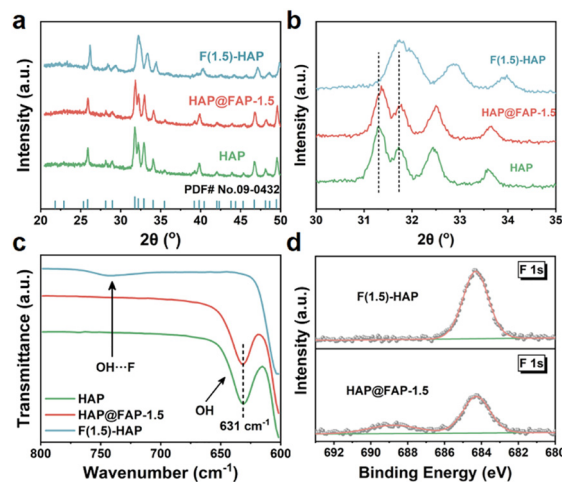 a
F(1.5)-HAP
HAP@FAP-1.5
HAP
PDF# No.09-0432
20 25 30 35 40 45 50
2θ (°)
Intensity (a.u.)
b
F(1.5)-HAP
HAP@FAP-1.5
HAP
30 31 32 33 34 35
2θ (°)
Intensity (a.u.)
c
OH···F
OH
631 cm⁻¹
HAP
HAP@FAP-1.5
F(1.5)-HAP
800 750 700 650 600
Wavenumber (cm⁻¹)
Transmittance (a.u.)
d
F 1s
F(1.5)-HAP
F 1s
HAP@FAP-1.5
692 690 688 686 684 682 680
Binding Energy (eV)
Intensity (a.u.)